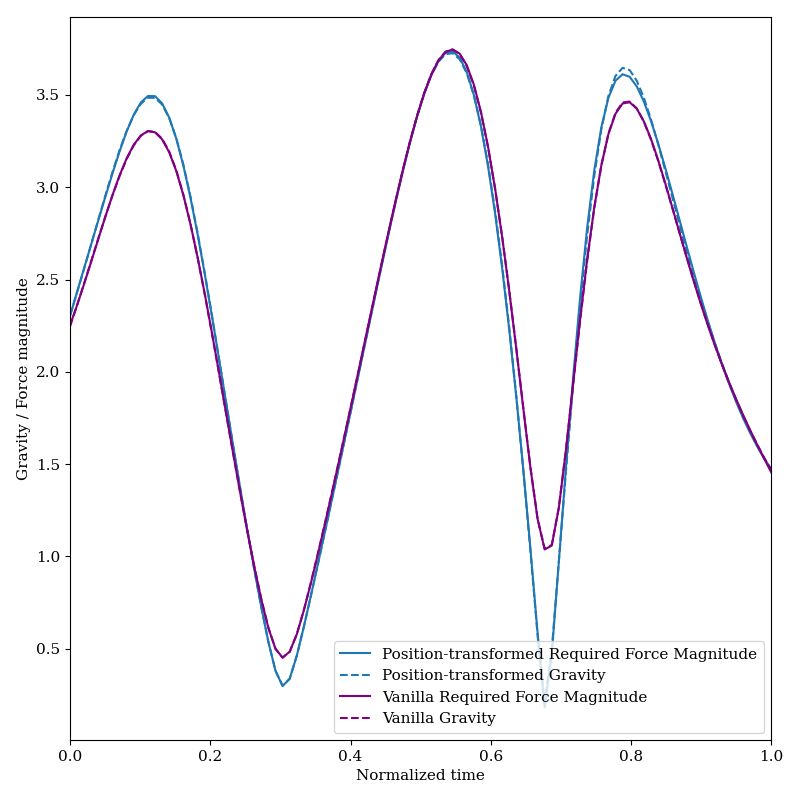 Gravity / Force magnitude
3.5
3.0
2.5
2.0
1.5
1.0
0.5
Position-transformed Required Force Magnitude
Position-transformed Gravity
Vanilla Required Force Magnitude
Vanilla Gravity
0.0 0.2 0.4 0.6 0.8 1.0
Normalized time